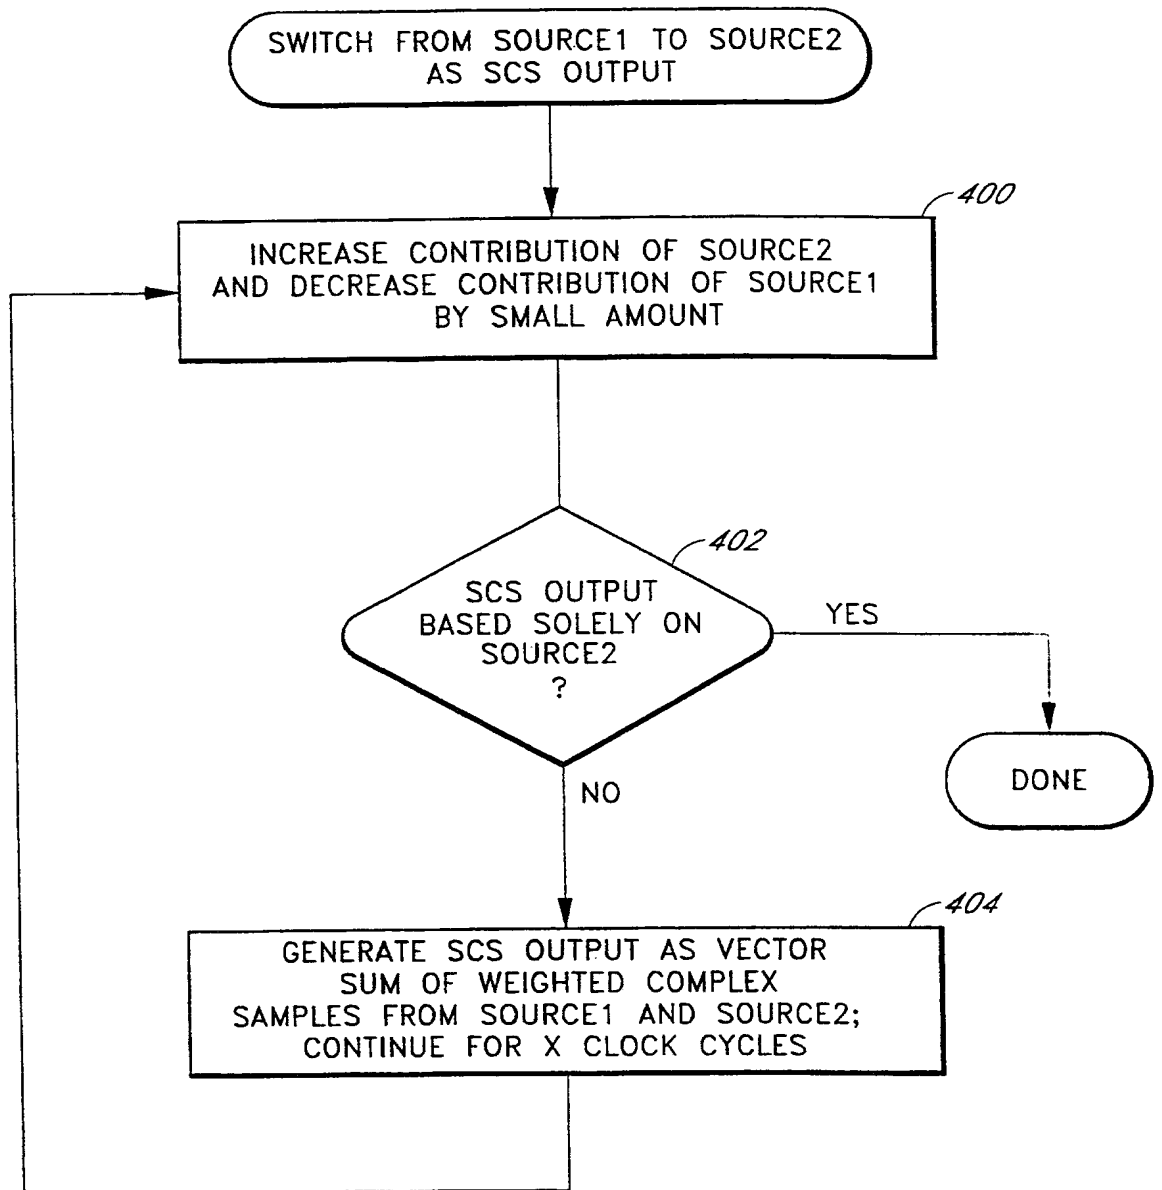 SWITCH FROM SOURCE1 TO SOURCE2
AS SCS OUTPUT
400
INCREASE CONTRIBUTION OF SOURCE2
AND DECREASE CONTRIBUTION OF SOURCE1
BY SMALL AMOUNT
402
SCS OUTPUT
BASED SOLELY ON
SOURCE2
?
YES
DONE
NO
404
GENERATE SCS OUTPUT AS VECTOR
SUM OF WEIGHTED COMPLEX
SAMPLES FROM SOURCE1 AND SOURCE2;
CONTINUE FOR X CLOCK CYCLES